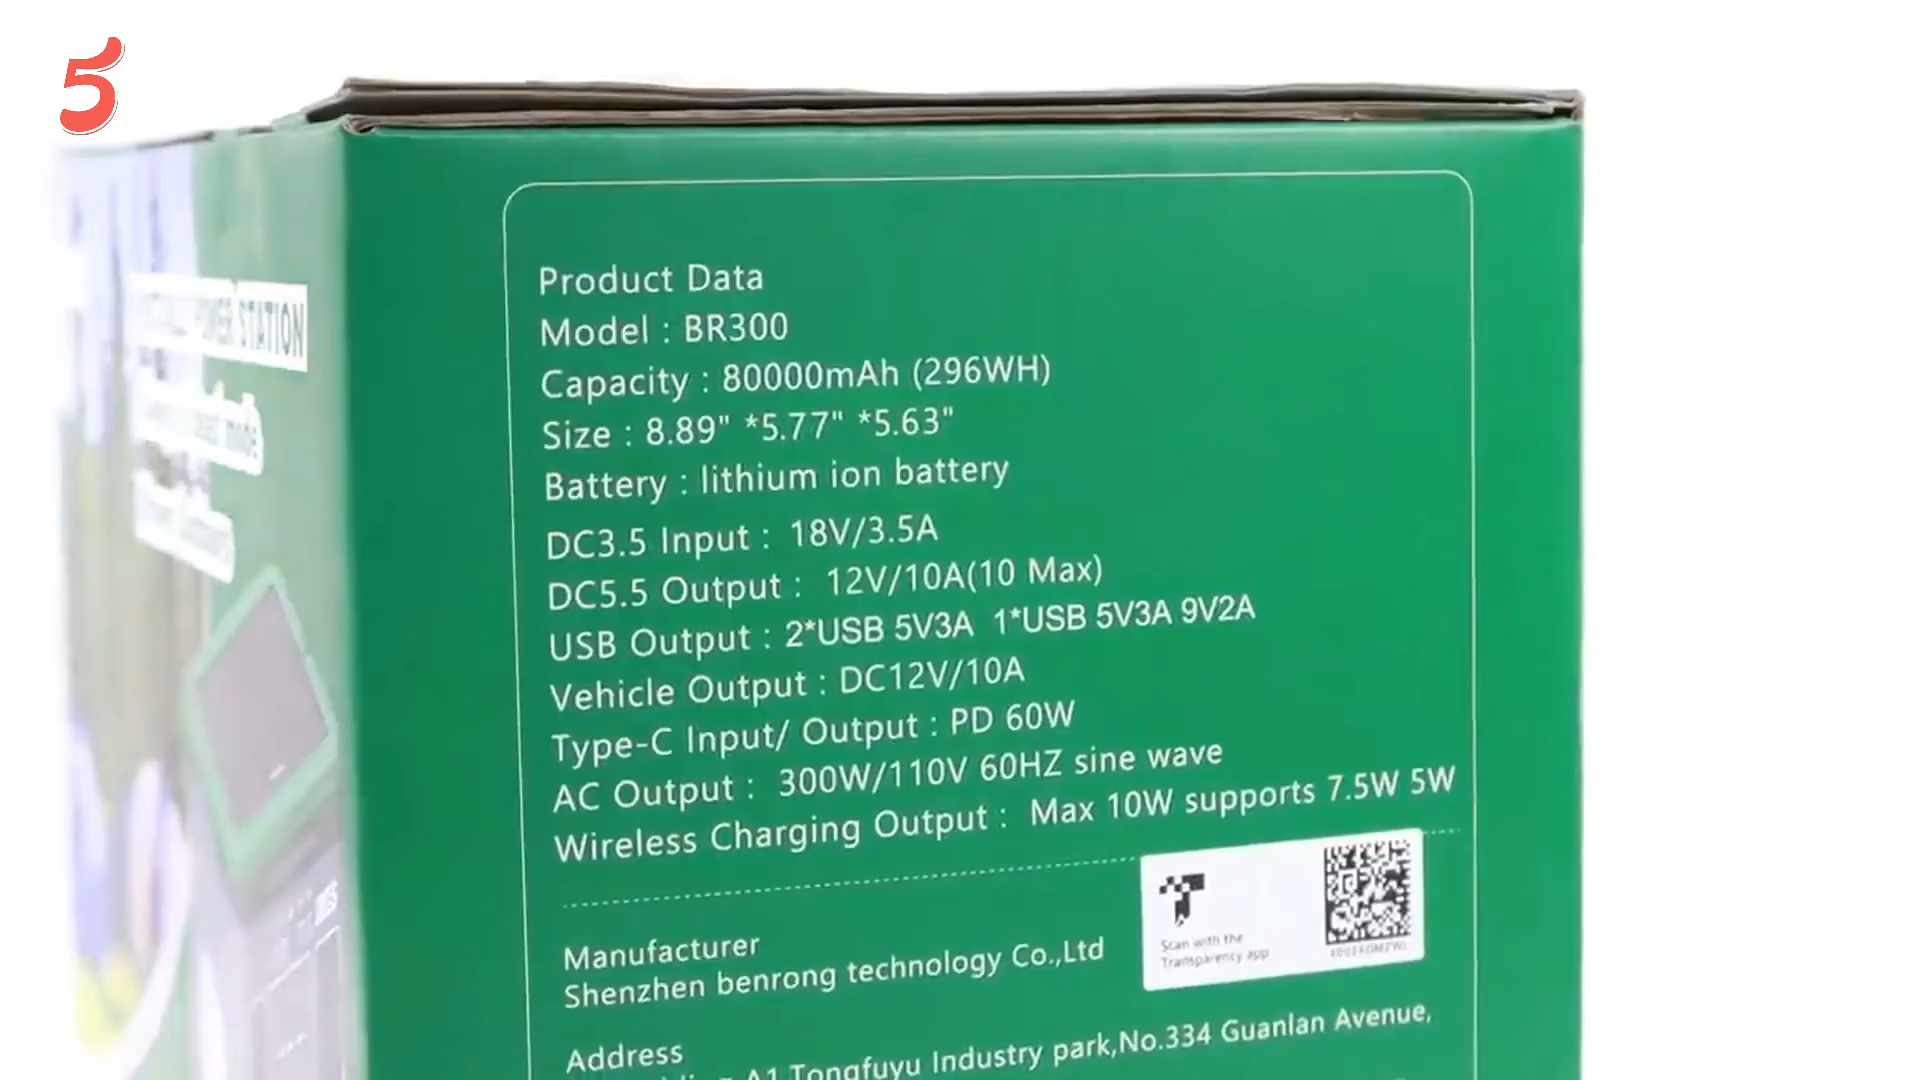 5
POWER STATION
Product Data
Model : BR300
Capacity : 80000mAh (296WH)
Size : 8.89" *5.77" *5.63"
Battery : lithium ion battery
DC3.5 Input : 18V/3.5A
DC5.5 Output : 12V/10A(10 Max)
USB Output : 2*USB 5V3A 1*USB 5V3A 9V2A
Vehicle Output : DC12V/10A
Type-C Input/ Output : PD 60W
AC Output : 300W/110V 60HZ sine wave
Wireless Charging Output : Max 10W supports 7.5W 5W
Manufacturer
Shenzhen benrong technology Co.,Ltd
Scan with the
Transparency app
Address
A1 Tongfuyu Industry park,No.334 Guanlan Avenue,